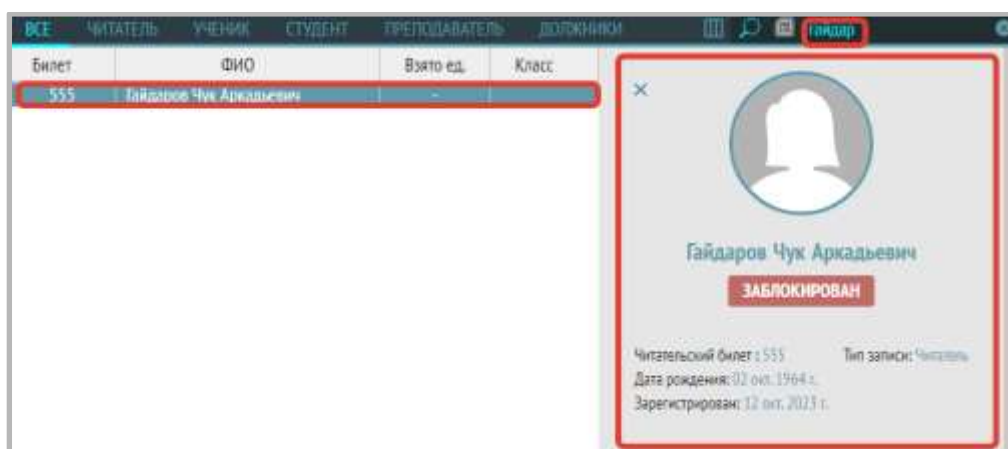 ВСЕ ЧИТАТЕЛЬ УЧЕНИК СТУДЕНТ ПРЕПОДАВАТЕЛЬ ДОЛЖНИКИ гайдар
Билет ФИО Взято ед. Класс
555 Гайдаров Чук Аркадьевич -
Гайдаров Чук Аркадьевич
ЗАБЛОКИРОВАН
Читательский билет : 555 Тип записи: Читатель
Дата рождения: 02 окт. 1964 г.
Зарегистрирован: 12 окт. 2023 г.